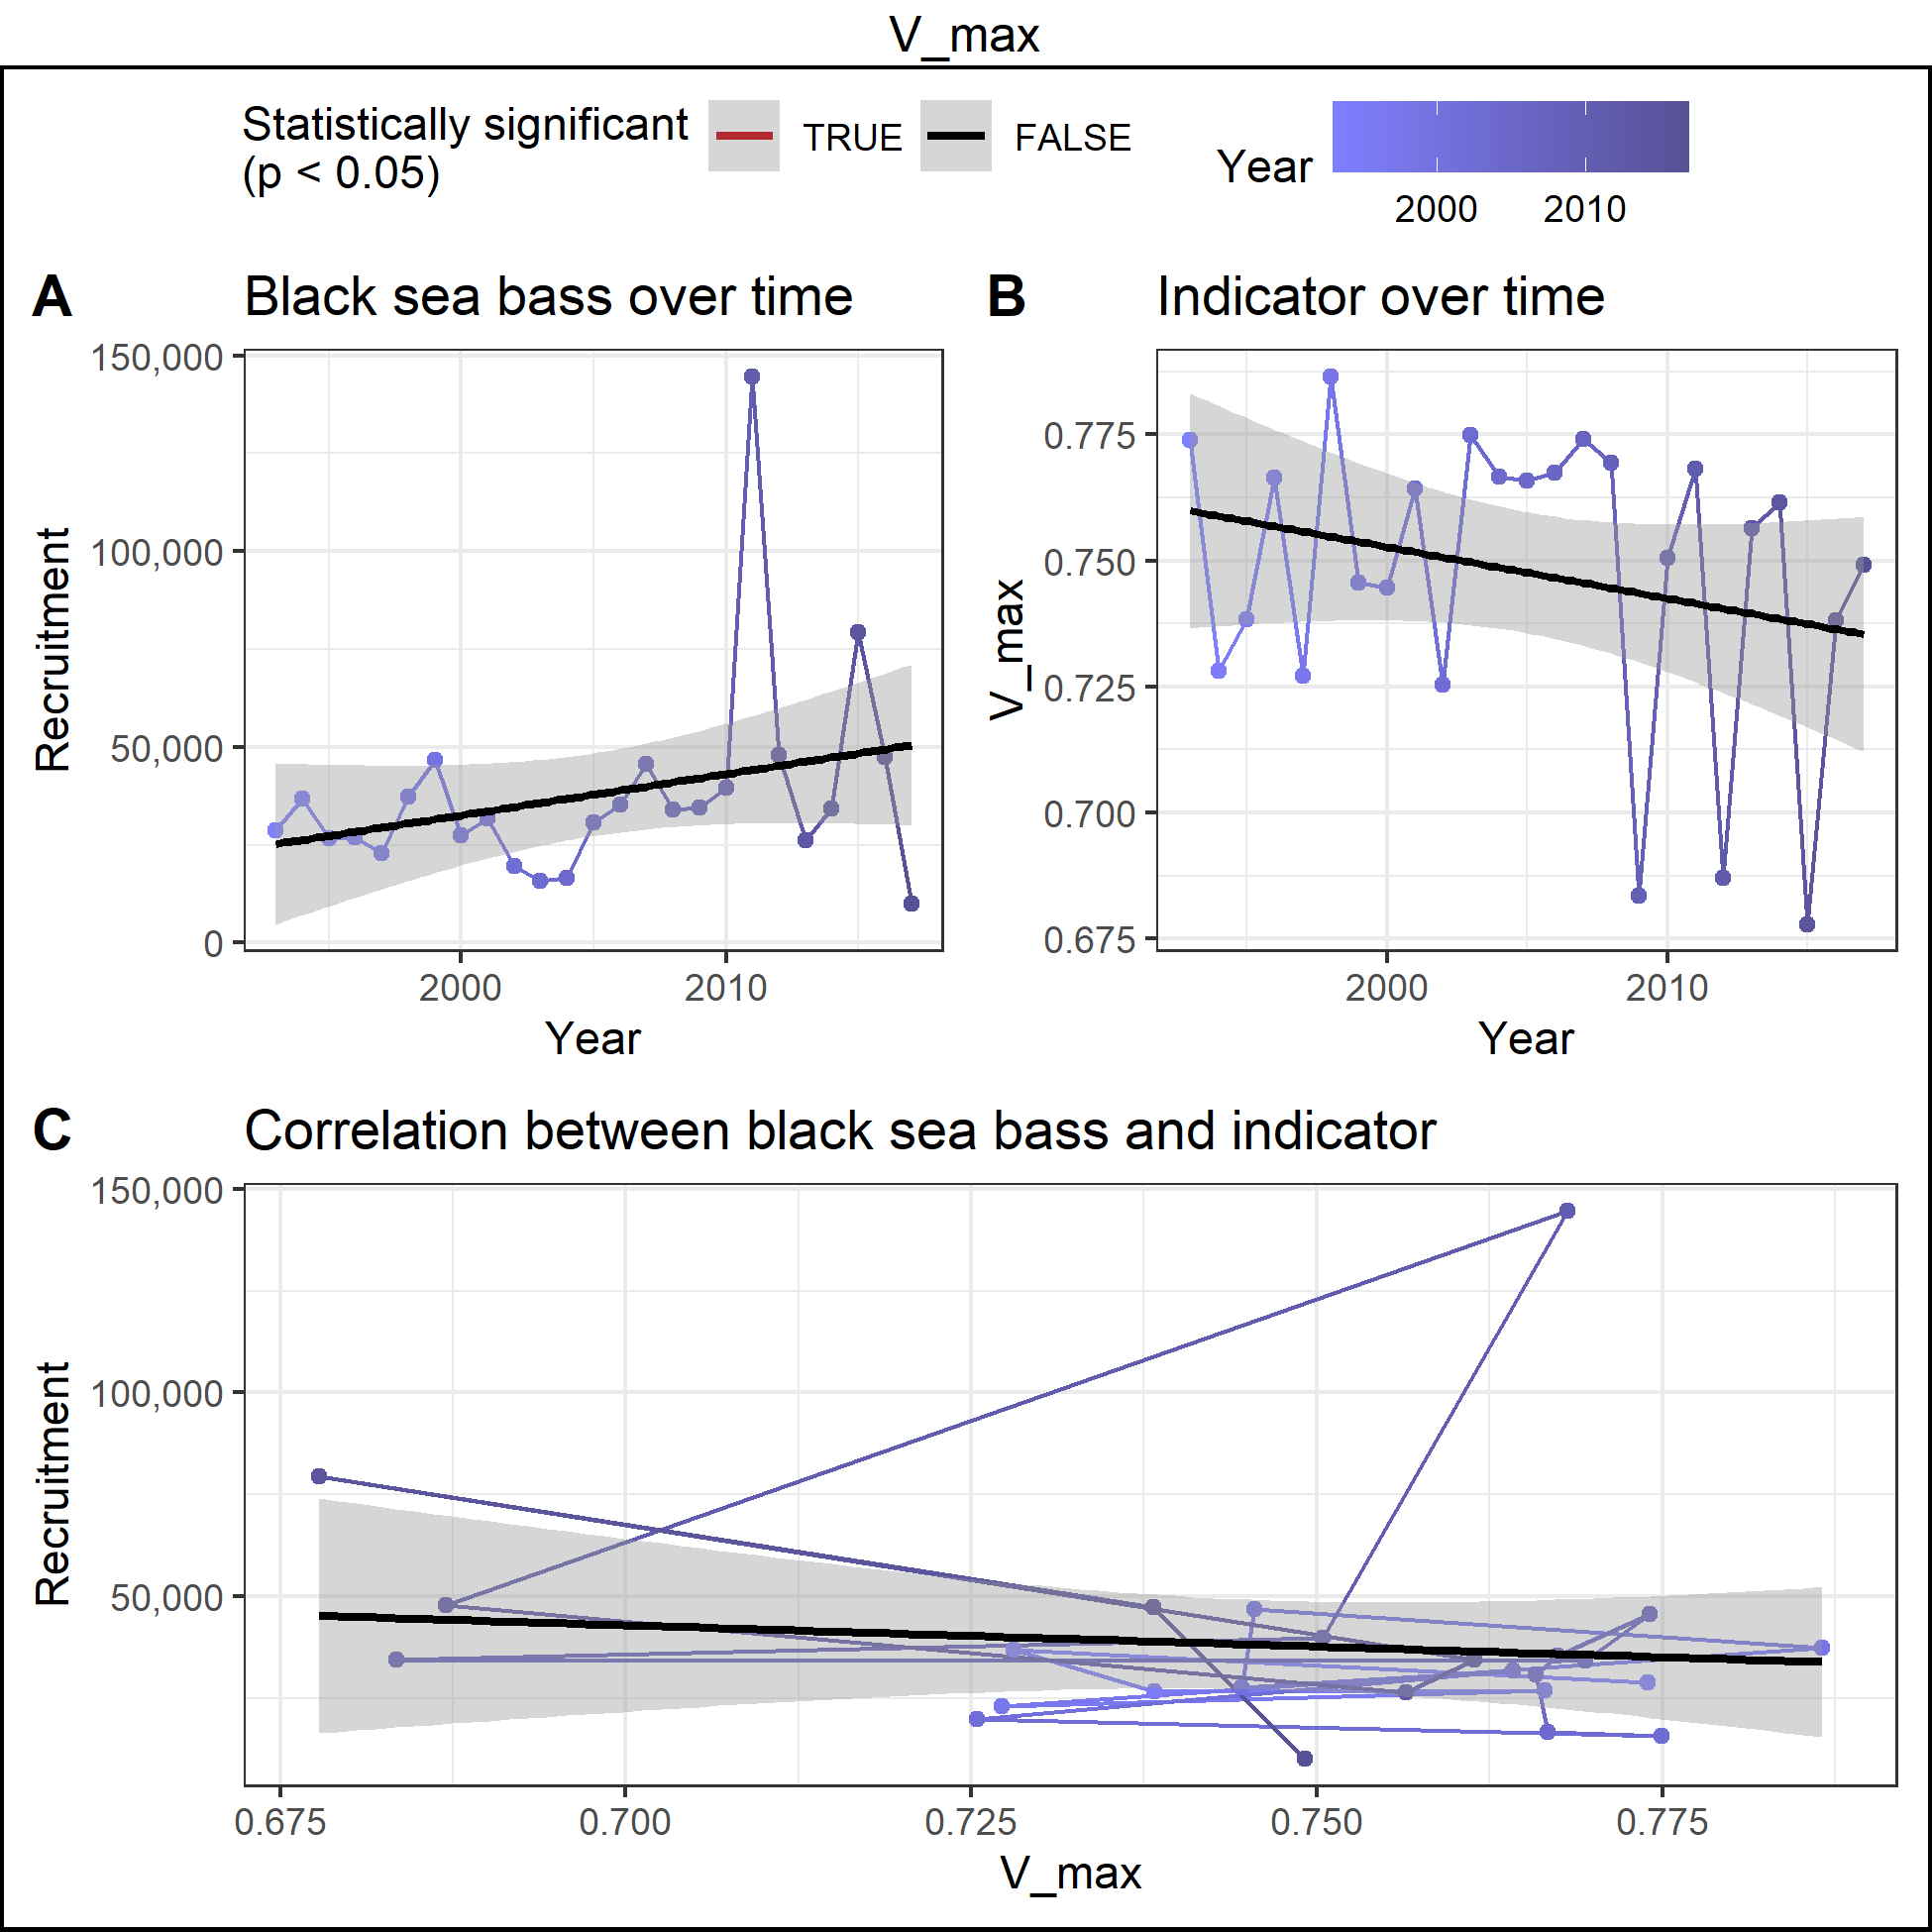 V_max
Statistically significant
(p < 0.05)
TRUE
FALSE
Year
2000
2010
A
Black sea bass over time
150,000
100,000
50,000
0
Recruitment
2000
2010
Year
B
Indicator over time
0.775
0.750
0.725
0.700
0.675
V_max
2000
2010
Year
C
Correlation between black sea bass and indicator
150,000
100,000
50,000
Recruitment
0.675
0.700
0.725
0.750
0.775
V_max